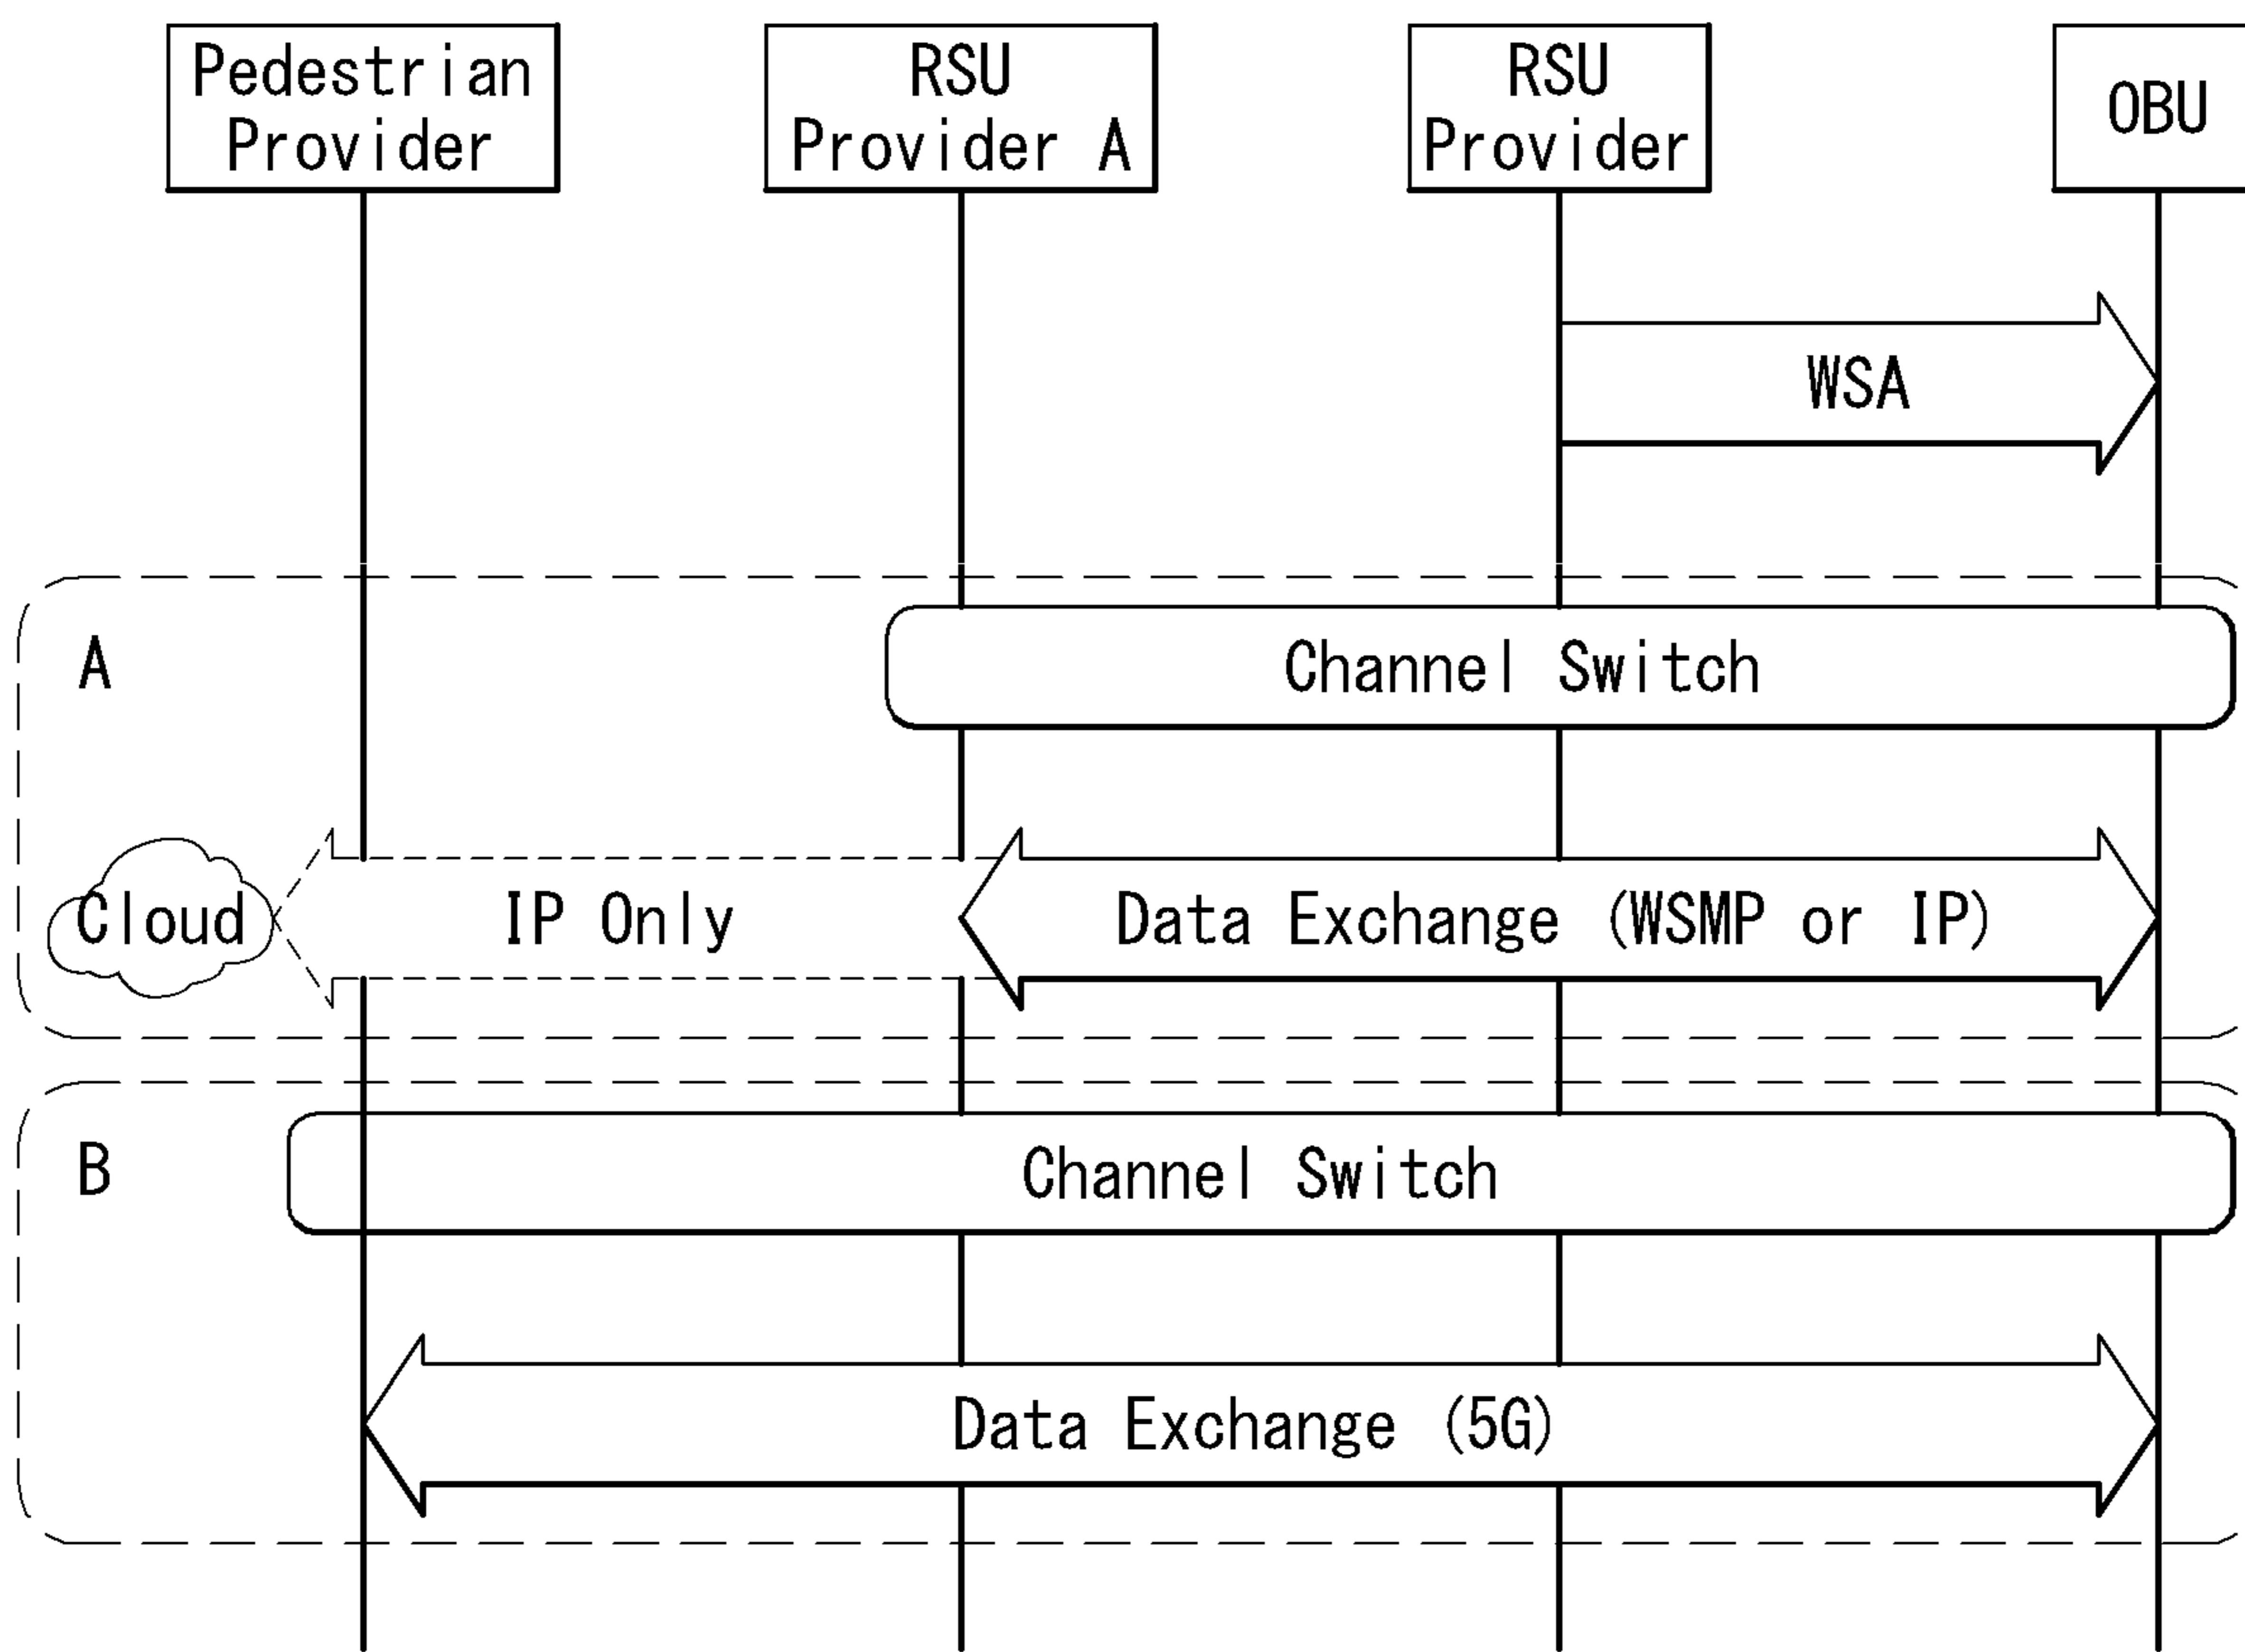 Pedestrian
Provider
RSU
Provider A
RSU
Provider
OBU
WSA
A
Channel Switch
Cloud
IP Only
Data Exchange (WSMP or IP)
B
Channel Switch
Data Exchange (5G)